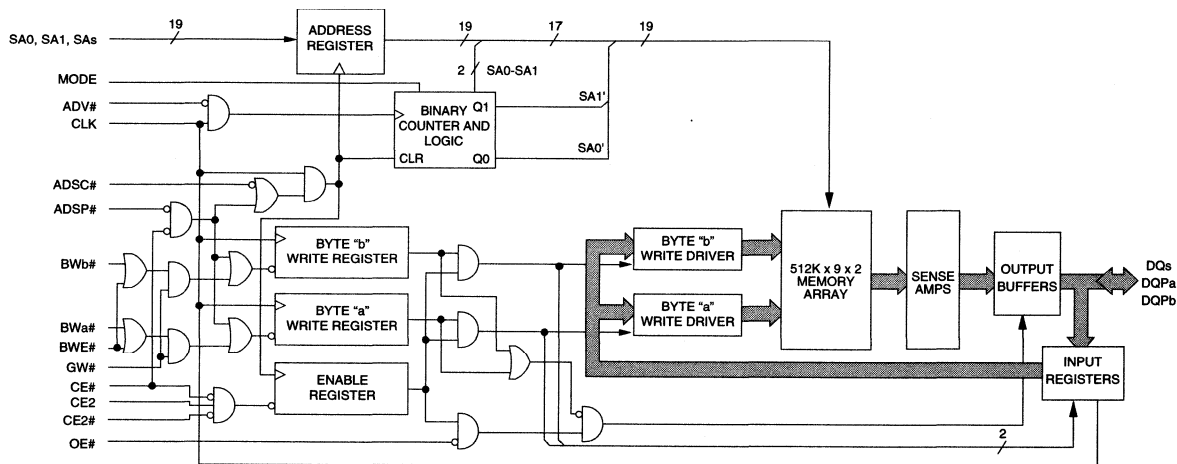 SA0, SA1, SAs
19
ADDRESS
REGISTER
19
17
19
2
SA0-SA1
MODE
ADV#
CLK
BINARY
COUNTER AND
LOGIC
Q1
CLR
Q0
SA1'
SA0'
ADSC#
ADSP#
BWb#
BWa#
BWE#
GW#
CE#
CE2
CE2#
OE#
BYTE "b"
WRITE REGISTER
BYTE "a"
WRITE REGISTER
ENABLE
REGISTER
BYTE "b"
WRITE DRIVER
BYTE "a"
WRITE DRIVER
512K x 9 x 2
MEMORY
ARRAY
SENSE
AMPS
OUTPUT
BUFFERS
DQs
DQPa
DQPb
INPUT
REGISTERS
2